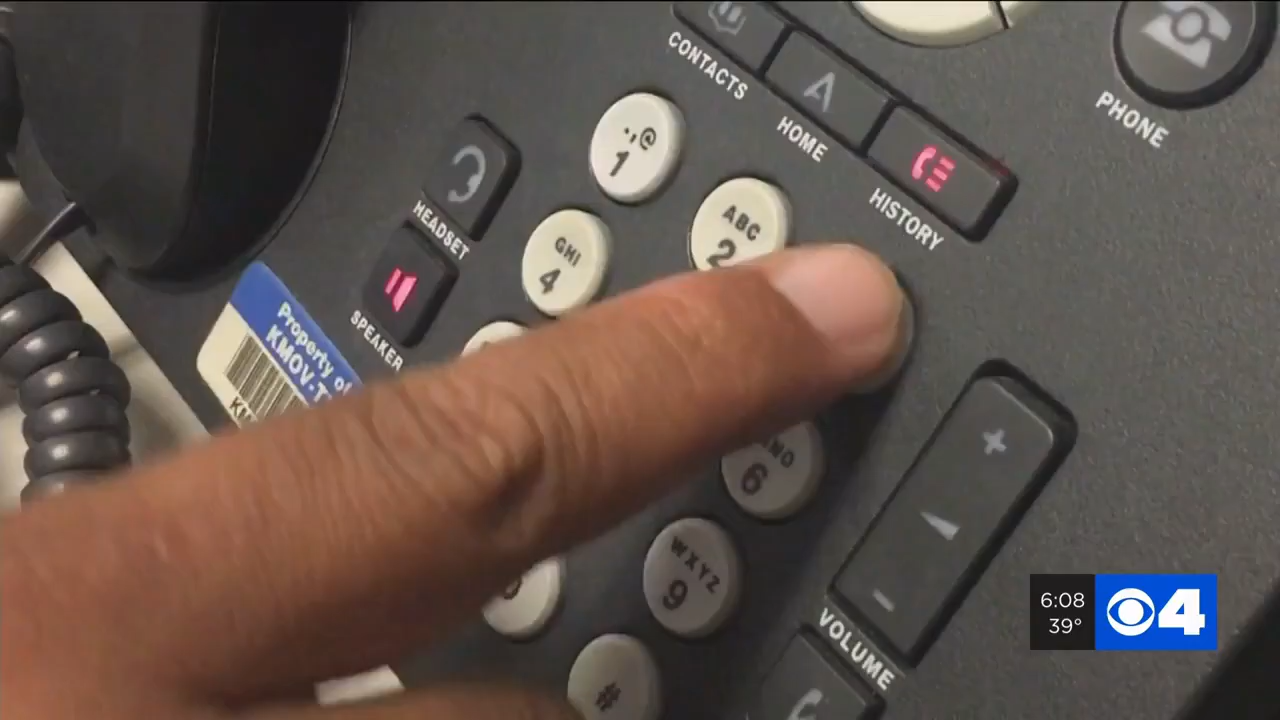 CONTACTS
HOME
HISTORY
PHONE
.,@
1
ABC
2
HEADSET
GHI
4
SPEAKER
Property of
KMOV-T
6
WXYZ
9
#
+
-
VOLUME
6:08
39°
4